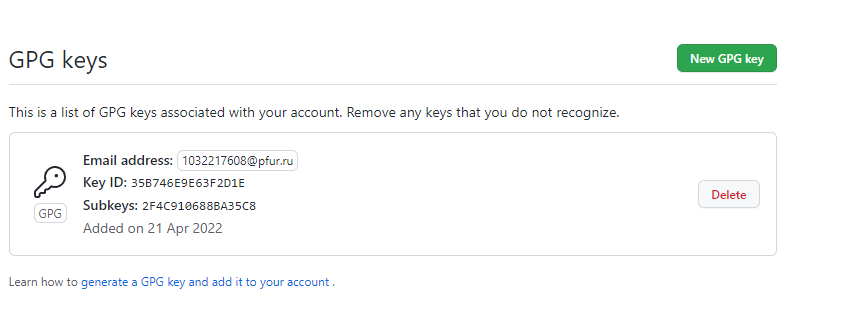 GPG keys
New GPG key
This is a list of GPG keys associated with your account. Remove any keys that you do not recognize.
Email address: 1032217608@pfur.ru
Key ID: 35B746E9E63F2D1E
Subkeys: 2F4C910688BA35C8
GPG
Added on 21 Apr 2022
Delete
Learn how to generate a GPG key and add it to your account .